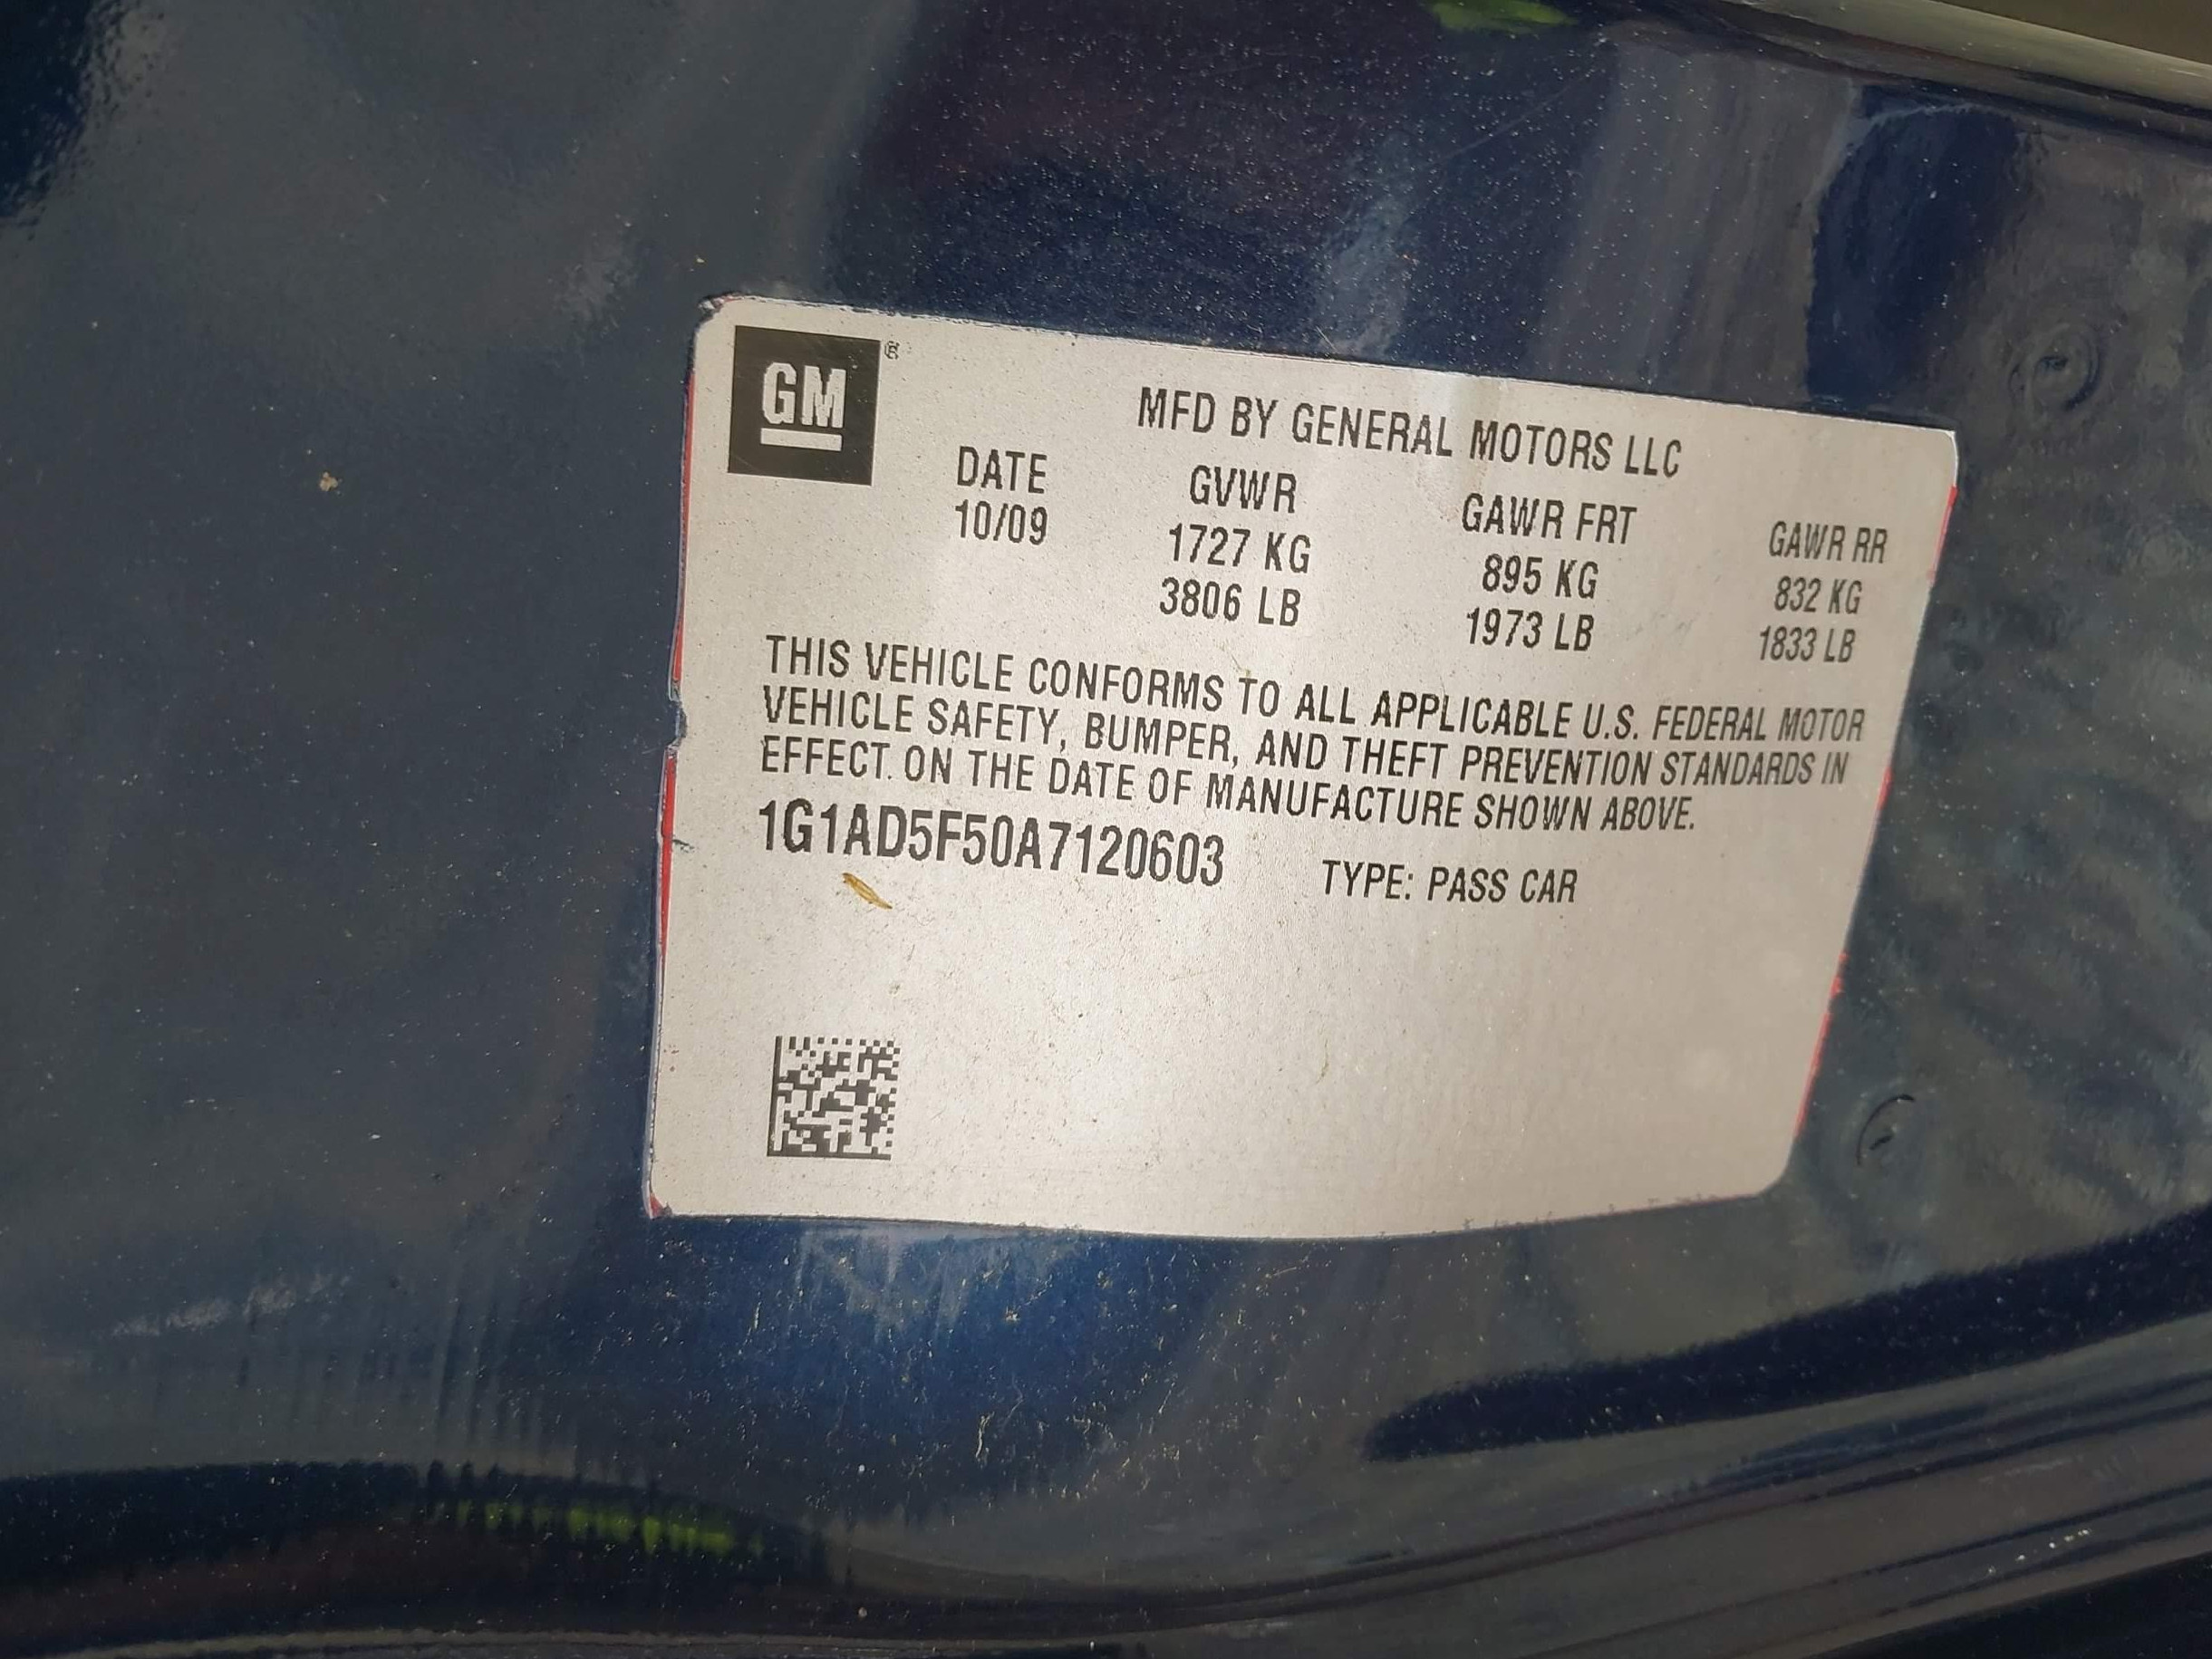 GM ®
MFD BY GENERAL MOTORS LLC
DATE GVWR GAWR FRT GAWR RR
10/09 1727 KG 895 KG 832 KG
3806 LB 1973 LB 1833 LB
THIS VEHICLE CONFORMS TO ALL APPLICABLE U.S. FEDERAL MOTOR
VEHICLE SAFETY, BUMPER, AND THEFT PREVENTION STANDARDS IN
EFFECT. ON THE DATE OF MANUFACTURE SHOWN ABOVE.
1G1AD5F50A7120603 TYPE: PASS CAR